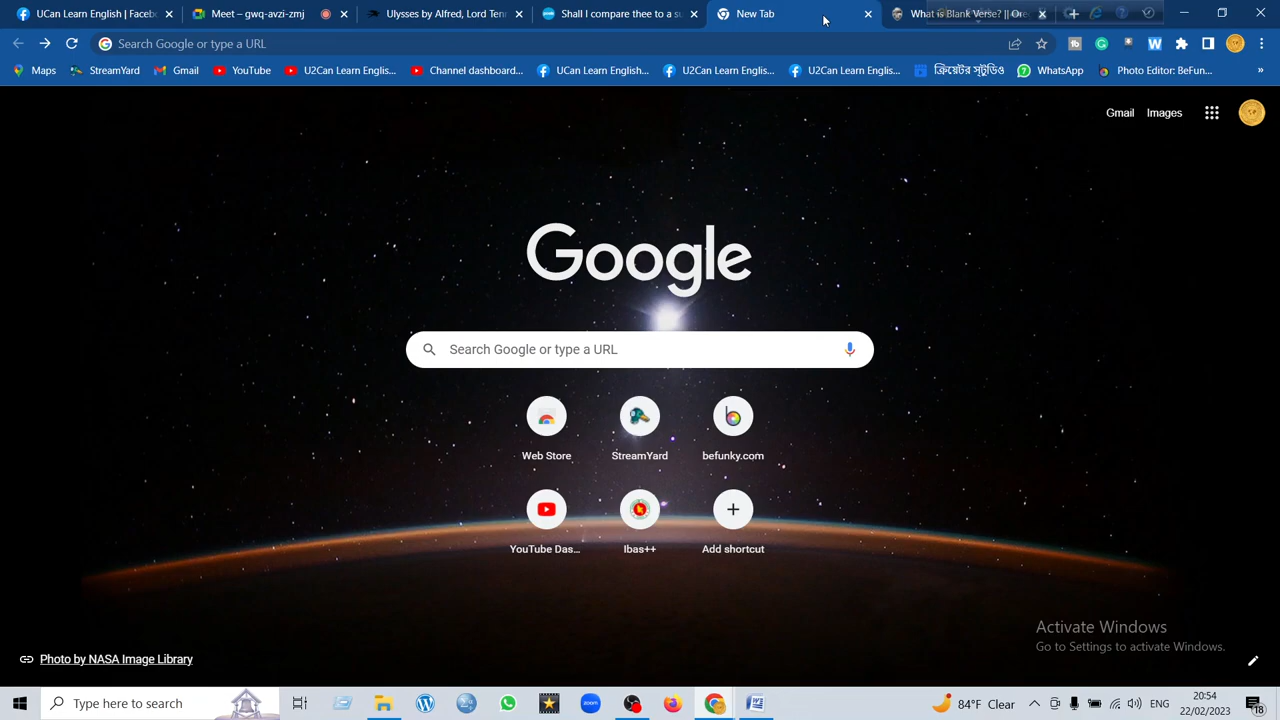 UCan Learn English | Faceb
Meet – gwq-avzi-zmj
Ulysses by Alfred, Lord Tenn
Shall I compare thee to a su
New Tab
What is Blank Verse? ||
Search Google or type a URL
Maps
StreamYard
Gmail
YouTube
U2Can Learn Englis...
Channel dashboard...
UCan Learn English...
U2Can Learn Englis...
U2Can Learn Englis...
ক্রিয়েটর স্টুডিও
WhatsApp
Photo Editor: BeFun...
»
Gmail
Images
Google
Search Google or type a URL
Web Store
StreamYard
befunky.com
YouTube Das...
Ibas++
Add shortcut
Activate Windows
Go to Settings to activate Windows.
Photo by NASA Image Library
Type here to search
zoom
84°F Clear
ENG
20:54
22/02/2023
18